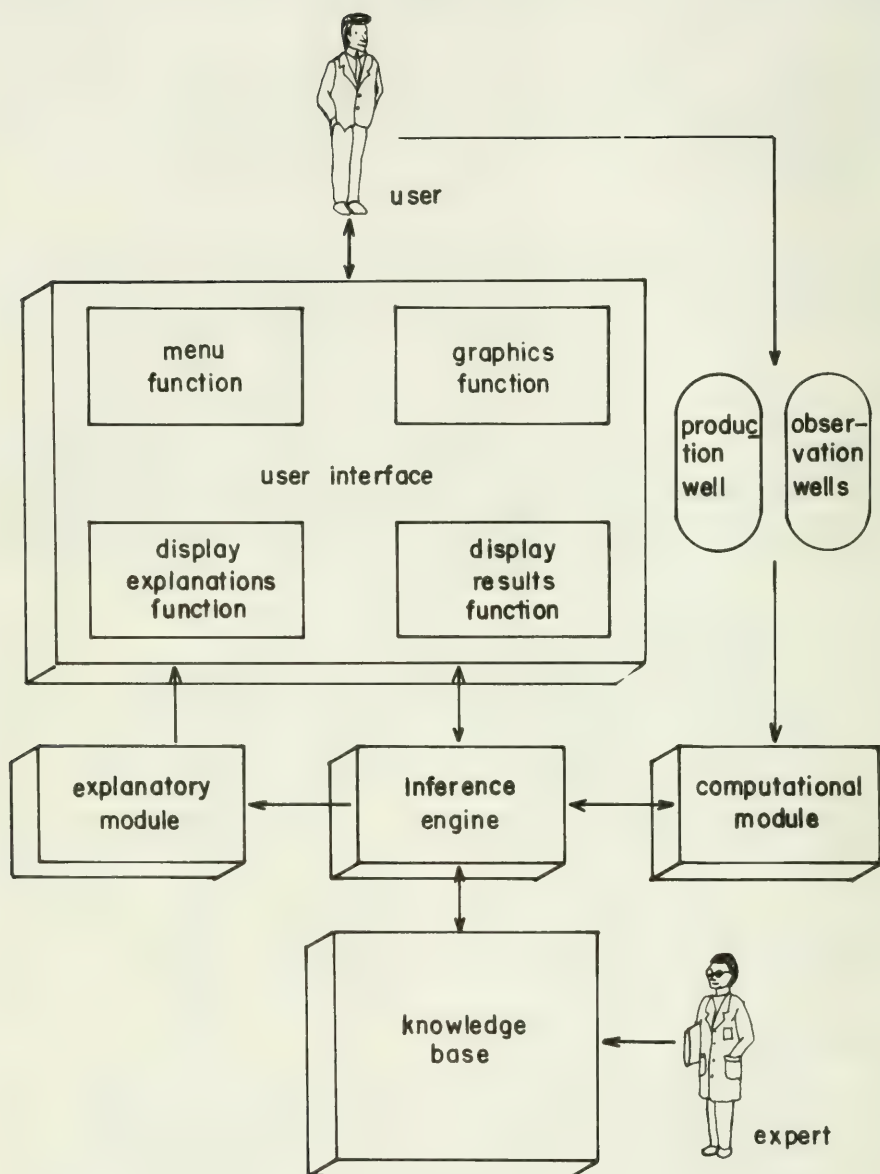 user
menu
function
graphics
function
user interface
display
explanations
function
display
results
function
produc
tion
well
obser-
vation
wells
explanatory
module
Inference
engine
computational
module
knowledge
base
expert